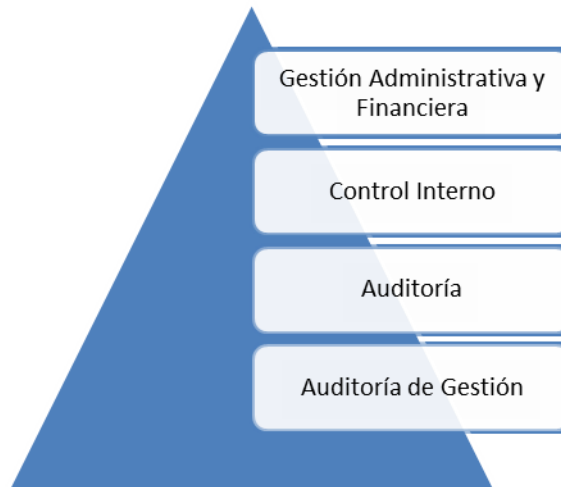 Gestión Administrativa y
Financiera
Control Interno
Auditoría
Auditoría de Gestión